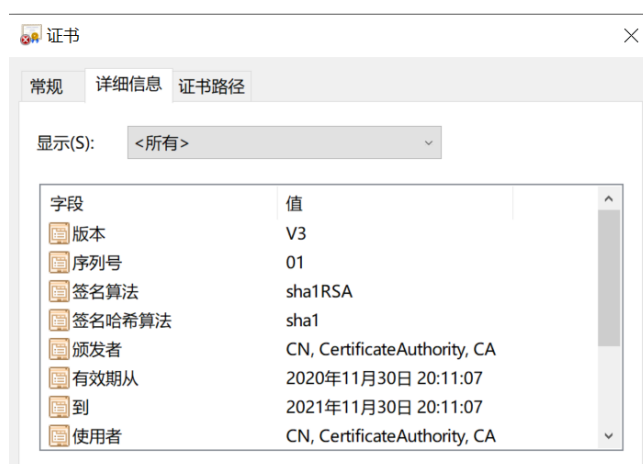 证书
常规 详细信息 证书路径
显示(S): <所有>
字段 值
版本 V3
序列号 01
签名算法 sha1RSA
签名哈希算法 sha1
颁发者 CN, CertificateAuthority, CA
有效期从 2020年11月30日 20:11:07
到 2021年11月30日 20:11:07
使用者 CN, CertificateAuthority, CA